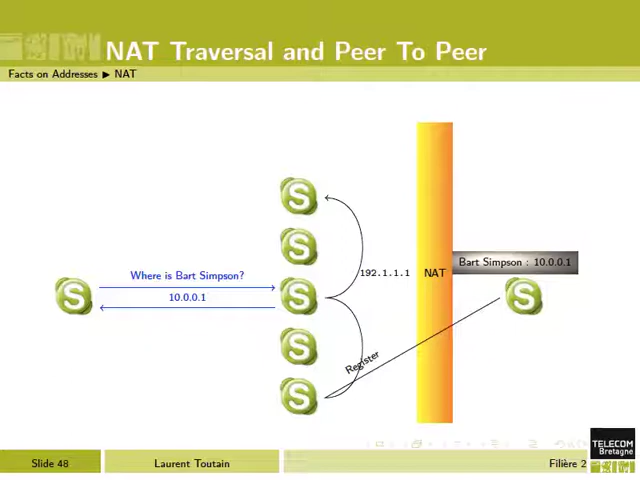 NAT Traversal and Peer To Peer
Facts on Addresses ▶ NAT
Bart Simpson : 10.0.0.1
Where is Bart Simpson?
192.1.1.1
NAT
10.0.0.1
Register
S
S
S
S
S
S
S
TELECOM
Bretagne
Slide 48
Laurent Toutain
Filière 2